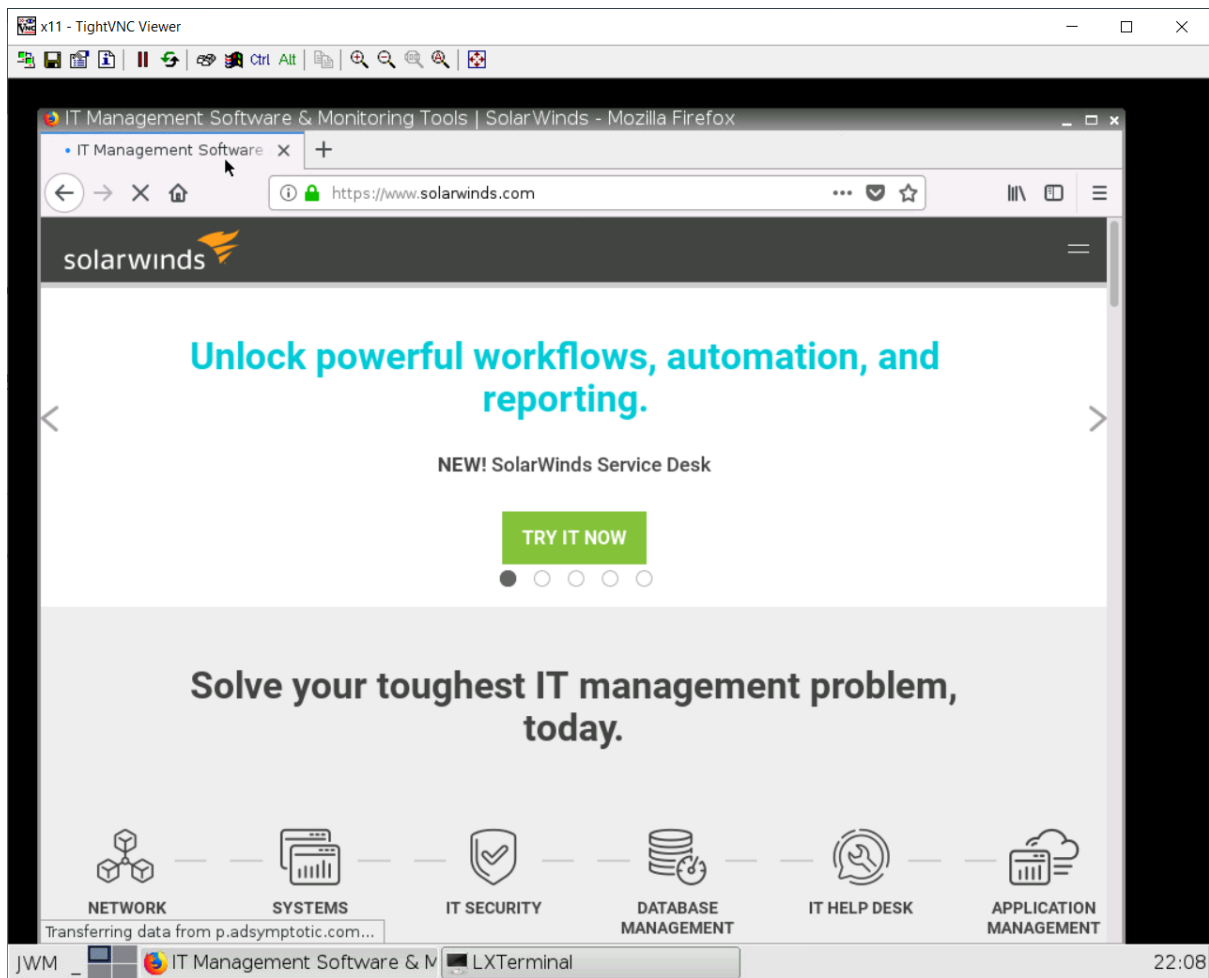 x11 - TightVNC Viewer
Ctrl Alt
IT Management Software & Monitoring Tools | SolarWinds - Mozilla Firefox
IT Management Software
https://www.solarwinds.com
solarwinds
Unlock powerful workflows, automation, and
reporting.
NEW! SolarWinds Service Desk
TRY IT NOW
Solve your toughest IT management problem,
today.
NETWORK SYSTEMS IT SECURITY DATABASE IT HELP DESK APPLICATION
MANAGEMENT MANAGEMENT
Transferring data from p.adsymptotic.com...
JWM _ IT Management Software & M LXTerminal 22:08